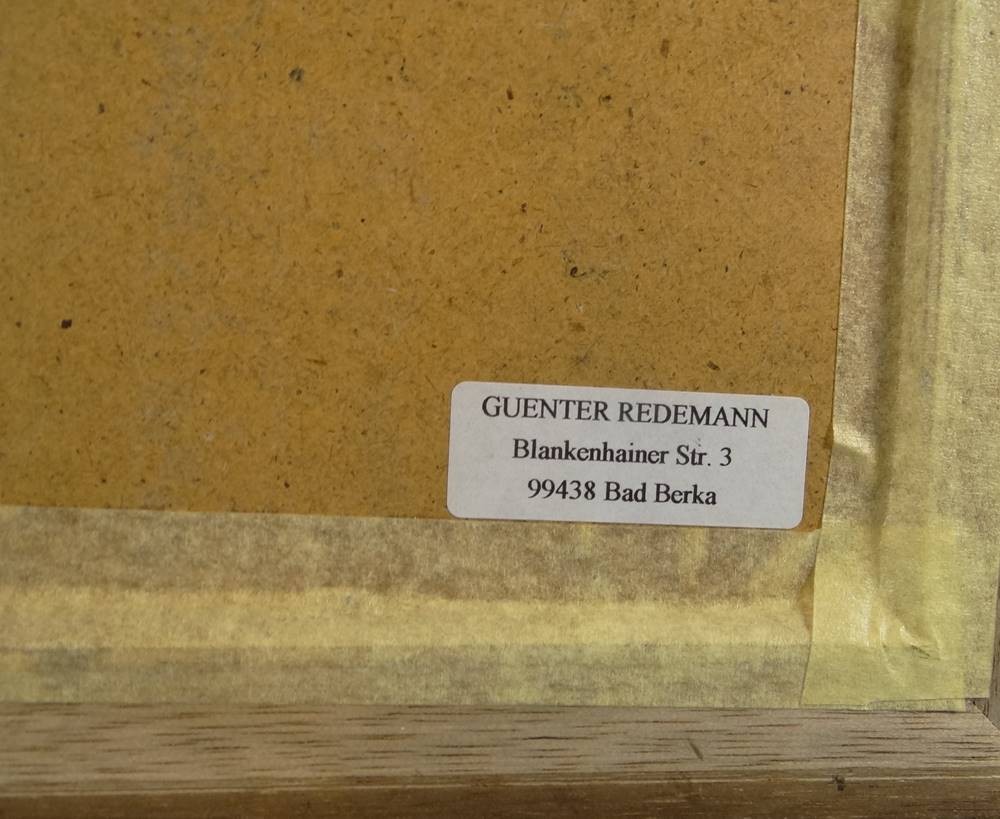 GUENTER REDEMANN
Blankenhainer Str. 3
99438 Bad Berka